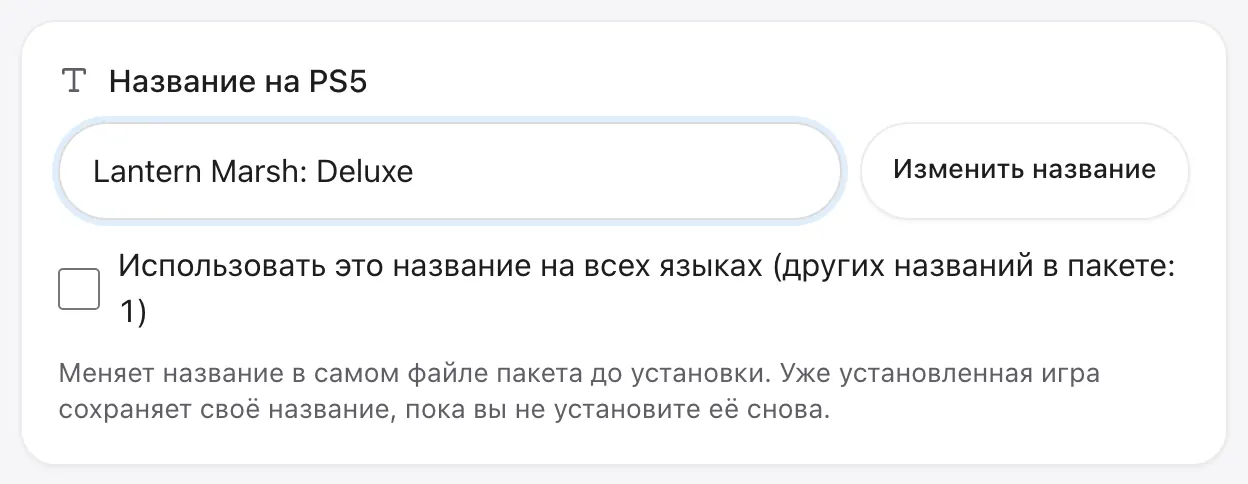 Название на PS5
Lantern Marsh: Deluxe
Изменить название
Использовать это название на всех языках (других названий в пакете:
1)
Меняет название в самом файле пакета до установки. Уже установленная игра
сохраняет своё название, пока вы не установите её снова.